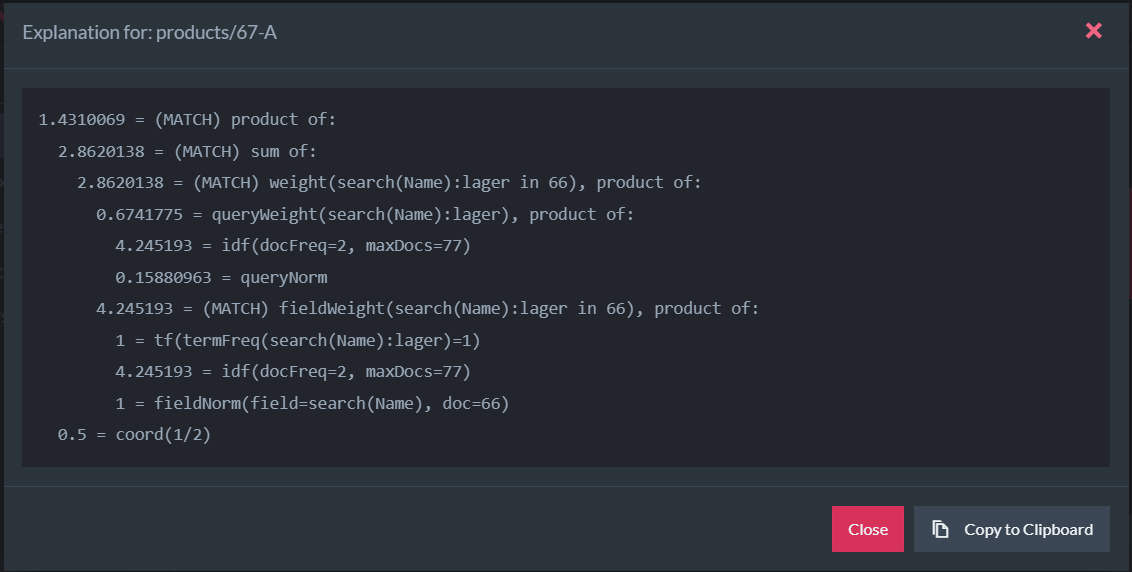 Explanation for: products/67-A
1.4310069 = (MATCH) product of:
2.8620138 = (MATCH) sum of:
2.8620138 = (MATCH) weight(search(Name):lager in 66), product of:
0.6741775 = queryWeight(search(Name):lager), product of:
4.245193 = idf(docFreq=2, maxDocs=77)
0.15880963 = queryNorm
4.245193 = (MATCH) fieldWeight(search(Name):lager in 66), product of:
1 = tf(termFreq(search(Name):lager)=1)
4.245193 = idf(docFreq=2, maxDocs=77)
1 = fieldNorm(field=search(Name), doc=66)
0.5 = coord(1/2)
Close
Copy to Clipboard